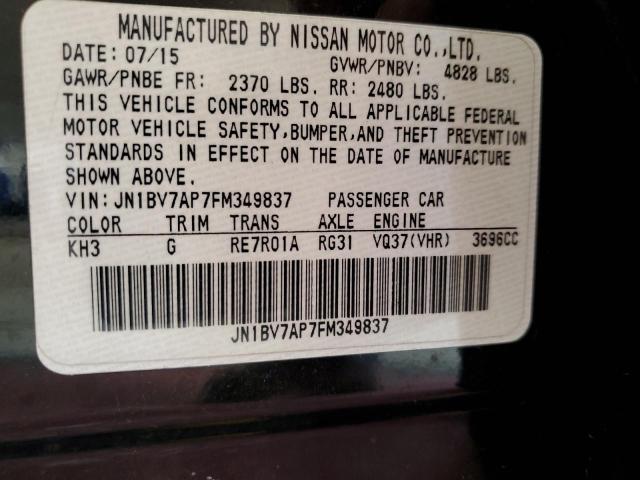 MANUFACTURED BY NISSAN MOTOR CO.,LTD.
DATE: 07/15 GVWR/PNBV: 4828 LBS.
GAWR/PNBE FR: 2370 LBS. RR: 2480 LBS.
THIS VEHICLE CONFORMS TO ALL APPLICABLE FEDERAL
MOTOR VEHICLE SAFETY,BUMPER,AND THEFT PREVENTION
STANDARDS IN EFFECT ON THE DATE OF MANUFACTURE
SHOWN ABOVE.
VIN:JN1BV7AP7FM349837 PASSENGER CAR
COLOR TRIM TRANS AXLE ENGINE
KH3 G RE7R01A RG31 VQ37(VHR) 3696CC
JN1BV7AP7FM349837